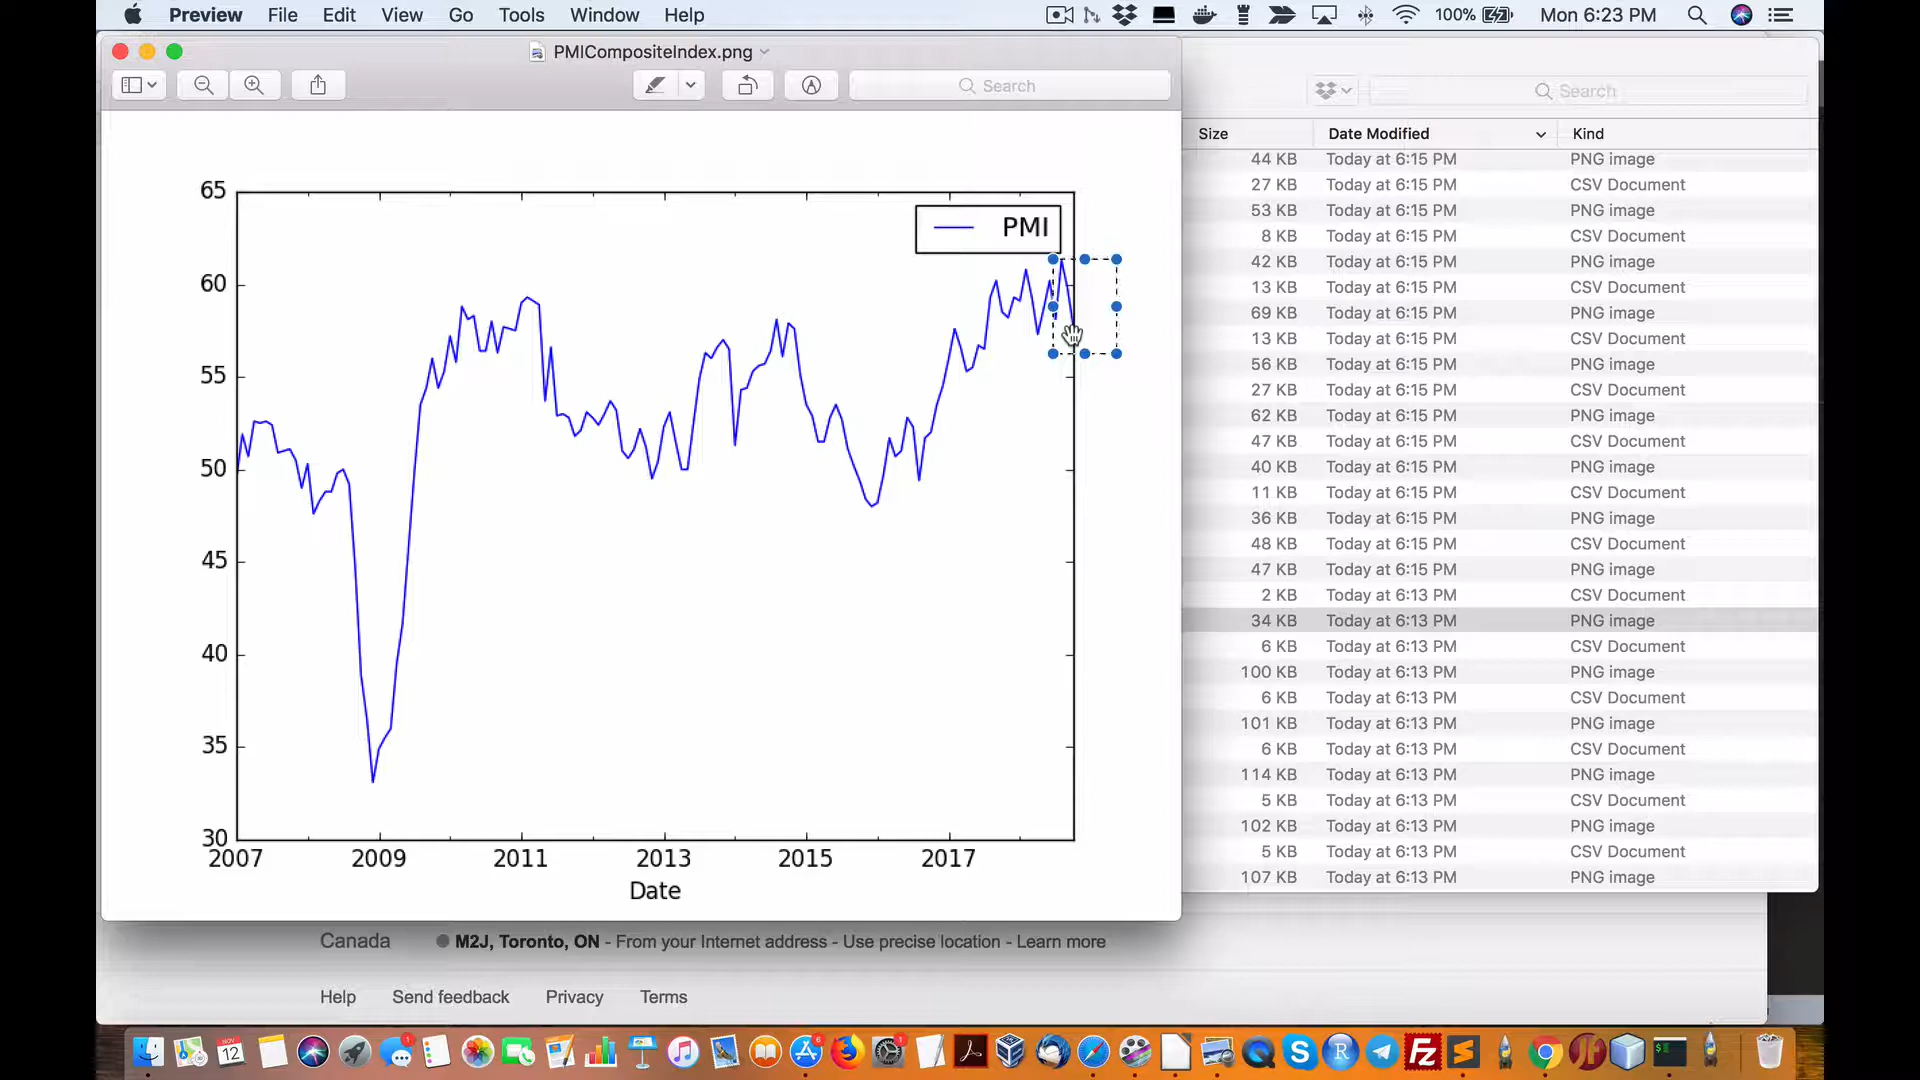 Preview File Edit View Go Tools Window Help 100% Mon 6:23 PM
PMICompositeIndex.png
Search
Search
Size Date Modified Kind
44 KB Today at 6:15 PM PNG image
27 KB Today at 6:15 PM CSV Document
53 KB Today at 6:15 PM PNG image
8 KB Today at 6:15 PM CSV Document
42 KB Today at 6:15 PM PNG image
13 KB Today at 6:15 PM CSV Document
69 KB Today at 6:15 PM PNG image
13 KB Today at 6:15 PM CSV Document
56 KB Today at 6:15 PM PNG image
27 KB Today at 6:15 PM CSV Document
62 KB Today at 6:15 PM PNG image
47 KB Today at 6:15 PM CSV Document
40 KB Today at 6:15 PM PNG image
11 KB Today at 6:15 PM CSV Document
36 KB Today at 6:15 PM PNG image
48 KB Today at 6:15 PM CSV Document
47 KB Today at 6:15 PM PNG image
2 KB Today at 6:13 PM CSV Document
34 KB Today at 6:13 PM PNG image
6 KB Today at 6:13 PM CSV Document
100 KB Today at 6:13 PM PNG image
6 KB Today at 6:13 PM CSV Document
101 KB Today at 6:13 PM PNG image
6 KB Today at 6:13 PM CSV Document
114 KB Today at 6:13 PM PNG image
5 KB Today at 6:13 PM CSV Document
102 KB Today at 6:13 PM PNG image
5 KB Today at 6:13 PM CSV Document
107 KB Today at 6:13 PM PNG image
65
PMI
60
55
50
45
40
35
30
2007 2009 2011 2013 2015 2017
Date
Canada M2J, Toronto, ON - From your Internet address - Use precise location - Learn more
Help Send feedback Privacy Terms
NOV
12
1
6
1
S
R
Fz
S